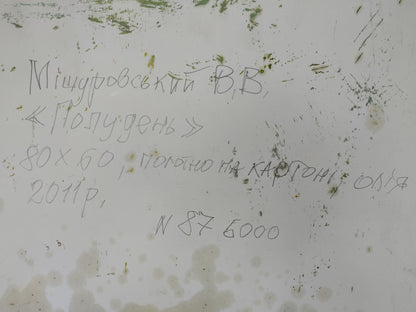 Міщуровський В.В.
«Полудень»
80х60, полотно на картоні, олія
2011р.
N 87 6000